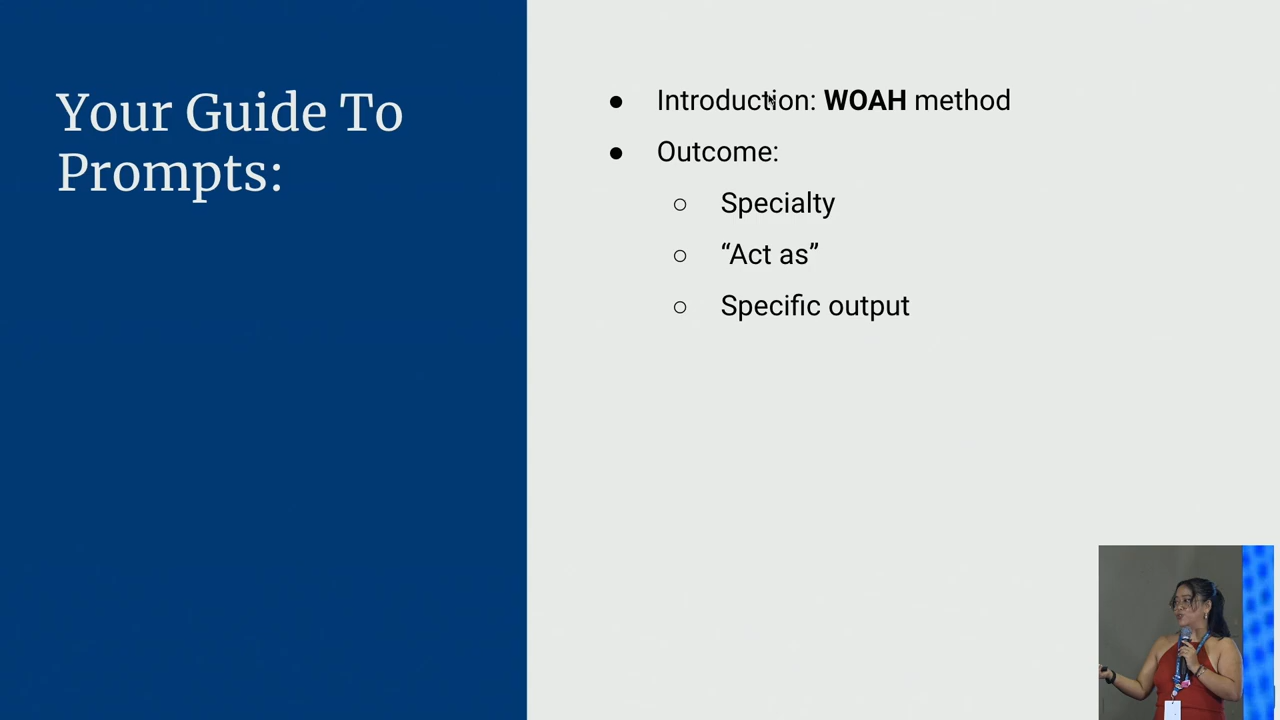 Your Guide To
Prompts:
Introduction: WOAH method
Outcome:
Specialty
“Act as”
Specific output